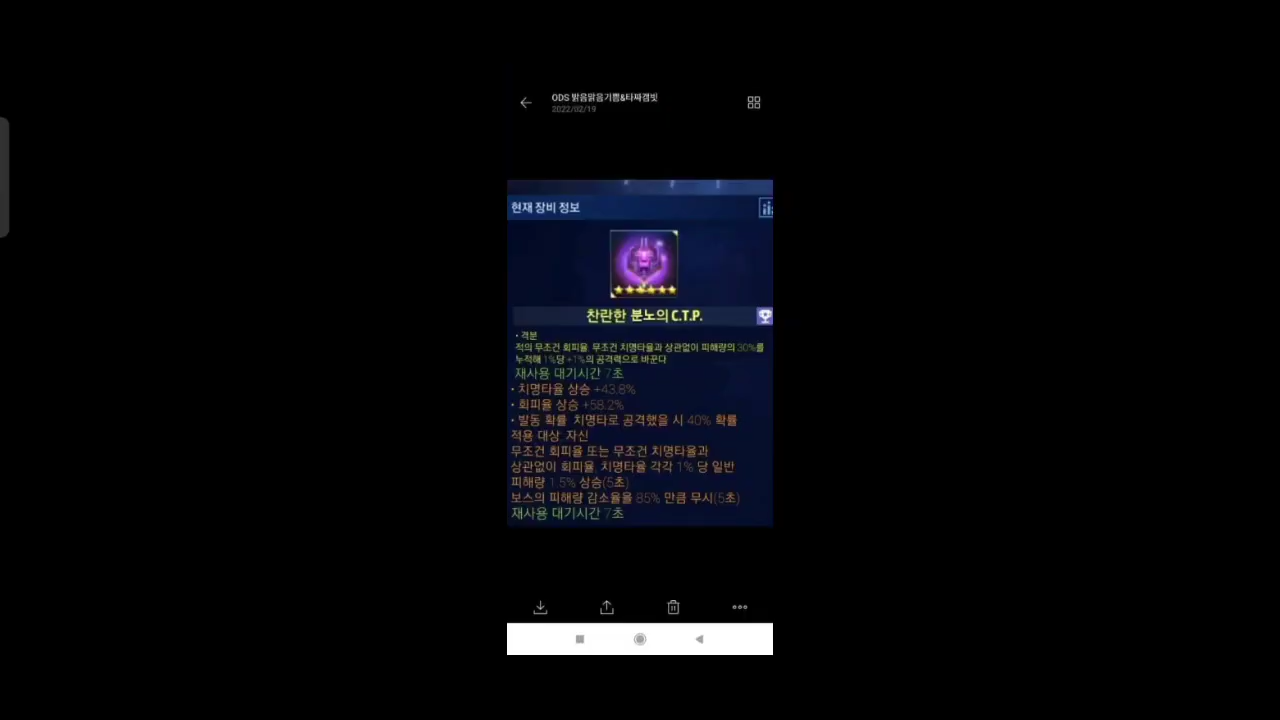 ODS 밝음맑음기쁨&타짜갬빗
2022/02/19
현재 장비 정보
찬란한 분노의 C.T.P.
• 격분
적의 무조건 회피율, 무조건 치명타율과 상관없이 피해량의 30%를
누적해 1%당 +1%의 공격력으로 바꾼다
재사용 대기시간 7초
• 치명타율 상승 +43.8%
• 회피율 상승 +58.2%
• 발동 확률: 치명타로 공격했을 시 40% 확률
적용 대상: 자신
무조건 회피율 또는 무조건 치명타율과
상관없이 회피율, 치명타율 각각 1% 당 일반
피해량 1.5% 상승(5초)
보스의 피해량 감소율을 85% 만큼 무시(5초)
재사용 대기시간 7초